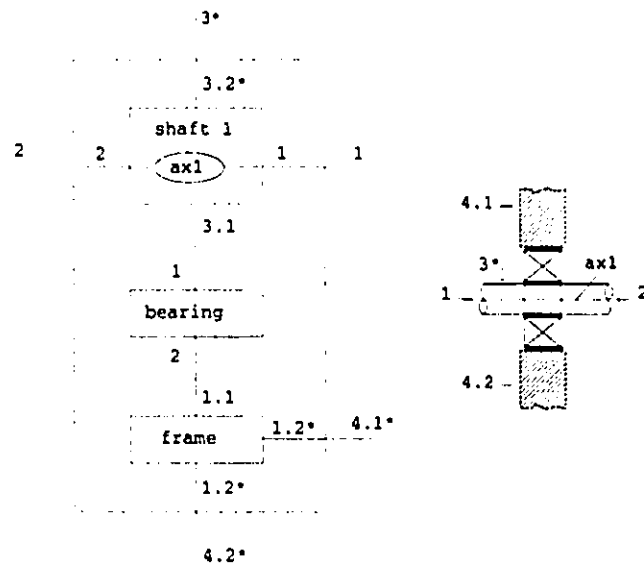 3*
3.2*
shaft 1
2 2 ax1 1 1
3.1
1
bearing
2
1.1
frame
1.2* 4.1*
1.2*
4.2*
4.1
3* ax1
1 2
4.2